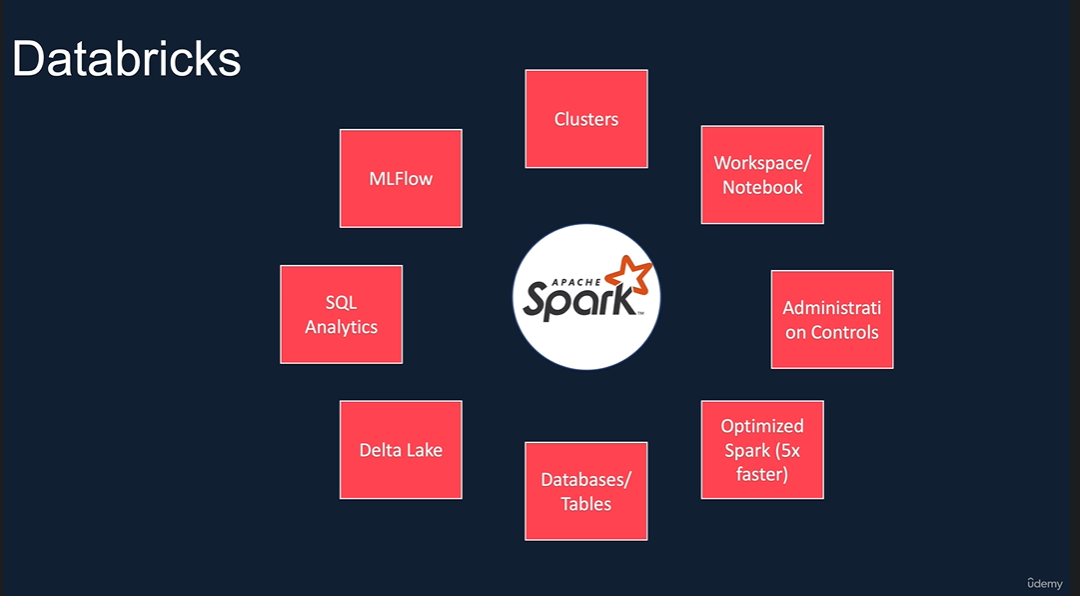 Databricks
Clusters
MLFlow
Workspace/
Notebook
APACHE
Spark™
SQL
Analytics
Administrati
on Controls
Delta Lake
Optimized
Spark (5x
faster)
Databases/
Tables
ûdemy